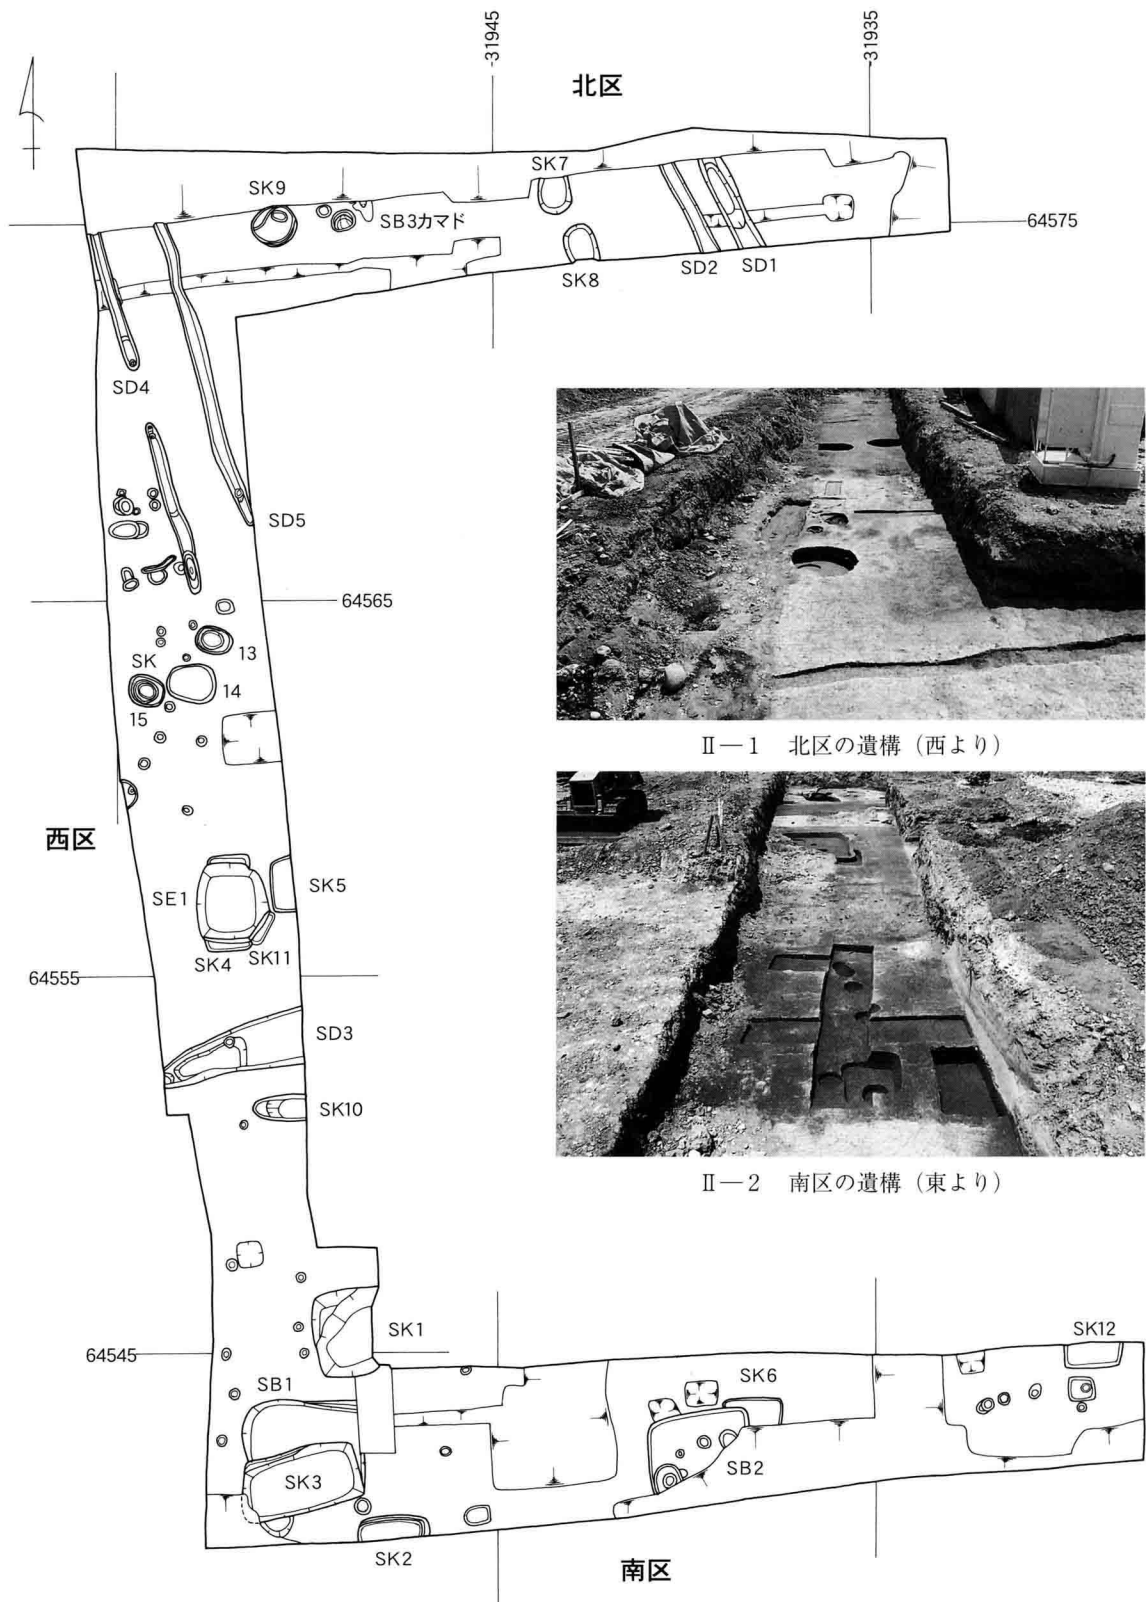 31945
31935
北区
SK7
SK9
SB3カマド
64575
SD2
SD1
SK8
SD4
SD5
64565
SK
13
14
15
西区
SE1
SK5
SK4
SK11
64555
SD3
SK10
Ⅱ―1 北区の遺構（西より）
Ⅱ―2 南区の遺構（東より）
SK1
64545
SK12
SB1
SK6
SK3
SB2
SK2
南区